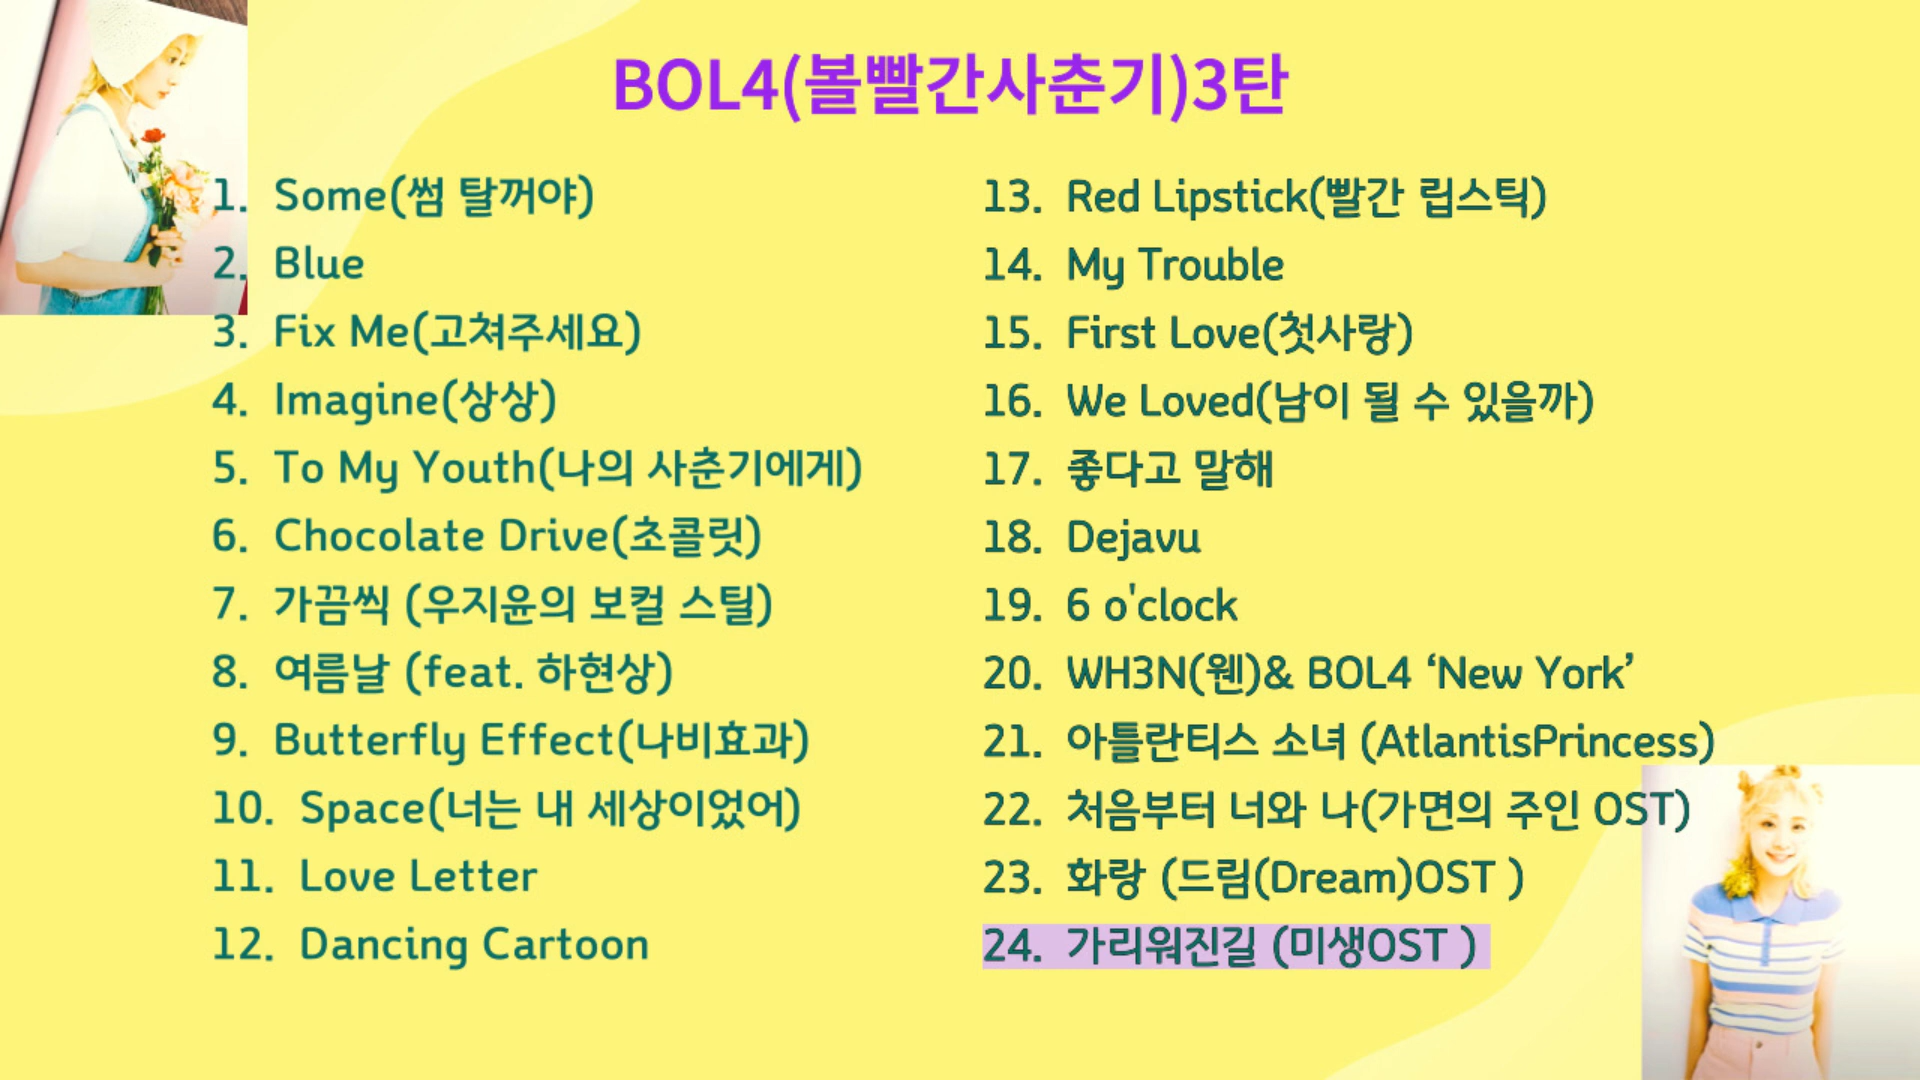 BOL4(볼빨간사춘기)3탄
1. Some(썸 탈꺼야)
2. Blue
3. Fix Me(고쳐주세요)
4. Imagine(상상)
5. To My Youth(나의 사춘기에게)
6. Chocolate Drive(초콜릿)
7. 가끔씩 (우지윤의 보컬 스틸)
8. 여름날 (feat. 하현상)
9. Butterfly Effect(나비효과)
10. Space(너는 내 세상이었어)
11. Love Letter
12. Dancing Cartoon
13. Red Lipstick(빨간 립스틱)
14. My Trouble
15. First Love(첫사랑)
16. We Loved(남이 될 수 있을까)
17. 좋다고 말해
18. Dejavu
19. 6 o'clock
20. WH3N(웬)& BOL4 ‘New York’
21. 아틀란티스 소녀 (AtlantisPrincess)
22. 처음부터 너와 나(가면의 주인 OST)
23. 화랑 (드림(Dream)OST )
24. 가리워진길 (미생OST )